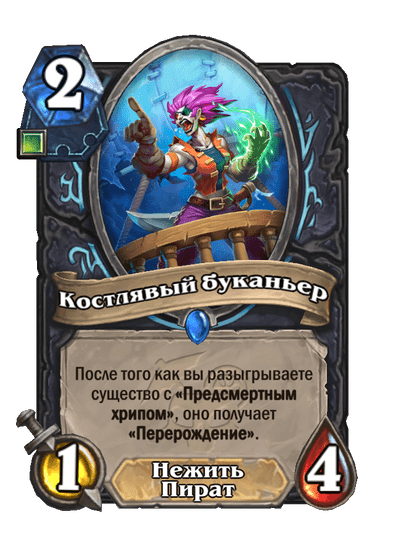 2
Костлявый буканьер
После того как вы разыгрываете
существо с «Предсмертным
хрипом», оно получает
«Перерождение».
1
Нежить
Пират
4